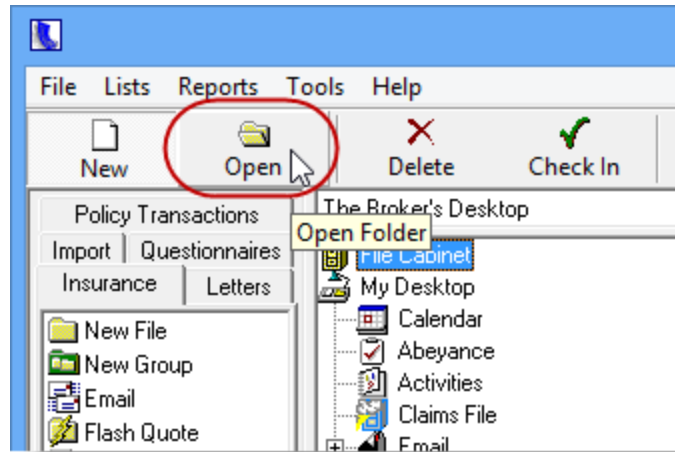 File Lists Reports Tools Help
New Open Delete Check In
Policy Transactions
Import Questionnaires
Insurance Letters
New File
New Group
Email
Flash Quote
The Broker's Desktop
Open Folder
File Cabinet
My Desktop
Calendar
Abeyance
Activities
Claims File
Email